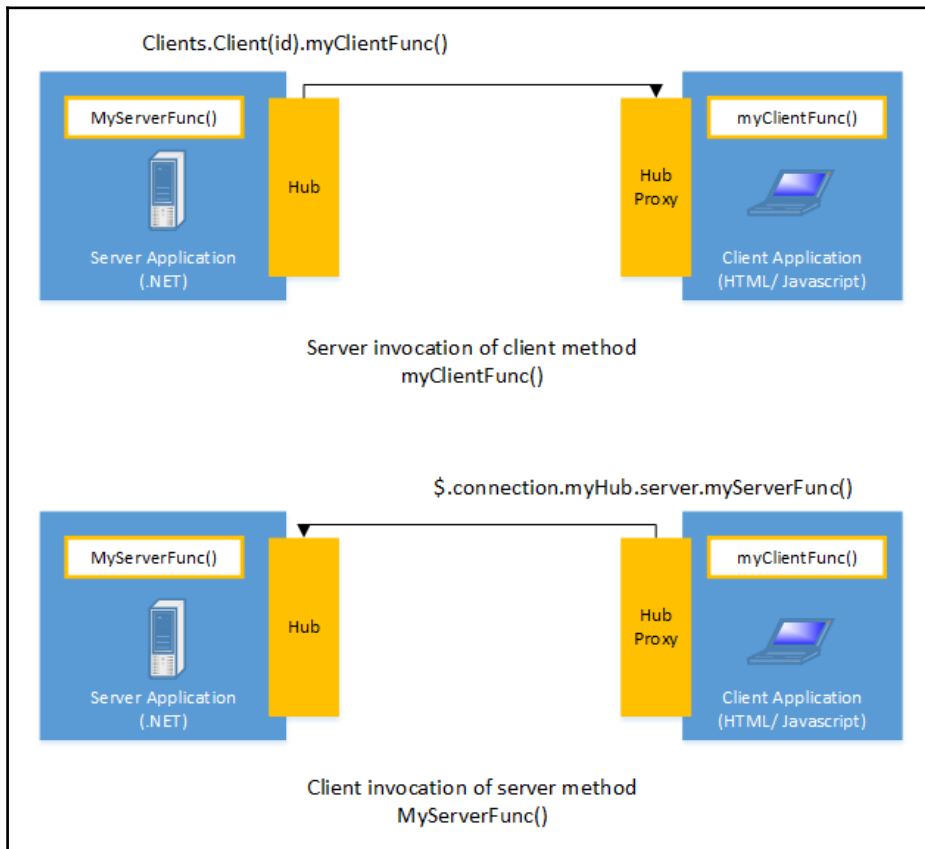 Clients.Client(id).myClientFunc()
MyServerFunc()
Hub
Server Application
(.NET)
Hub
Proxy
myClientFunc()
Client Application
(HTML/ Javascript)
Server invocation of client method
myClientFunc()
$.connection.myHub.server.myServerFunc()
MyServerFunc()
Hub
Server Application
(.NET)
Hub
Proxy
myClientFunc()
Client Application
(HTML/ Javascript)
Client invocation of server method
MyServerFunc()